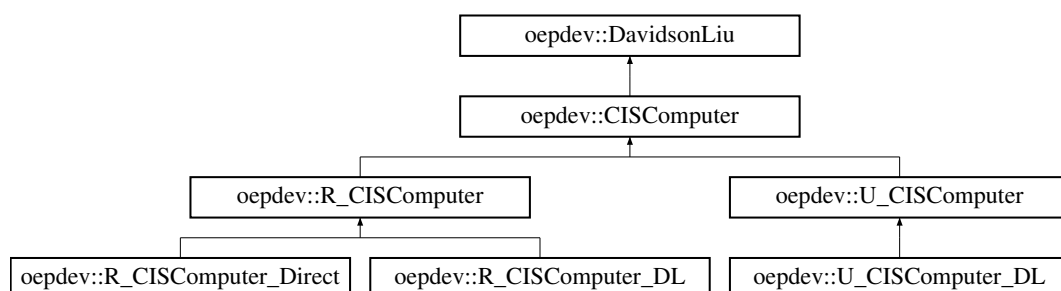 oepdev::DavidsonLiu
oepdev::CISComputer
oepdev::R_CISComputer oepdev::U_CISComputer
oepdev::R_CISComputer_Direct oepdev::R_CISComputer_DL oepdev::U_CISComputer_DL